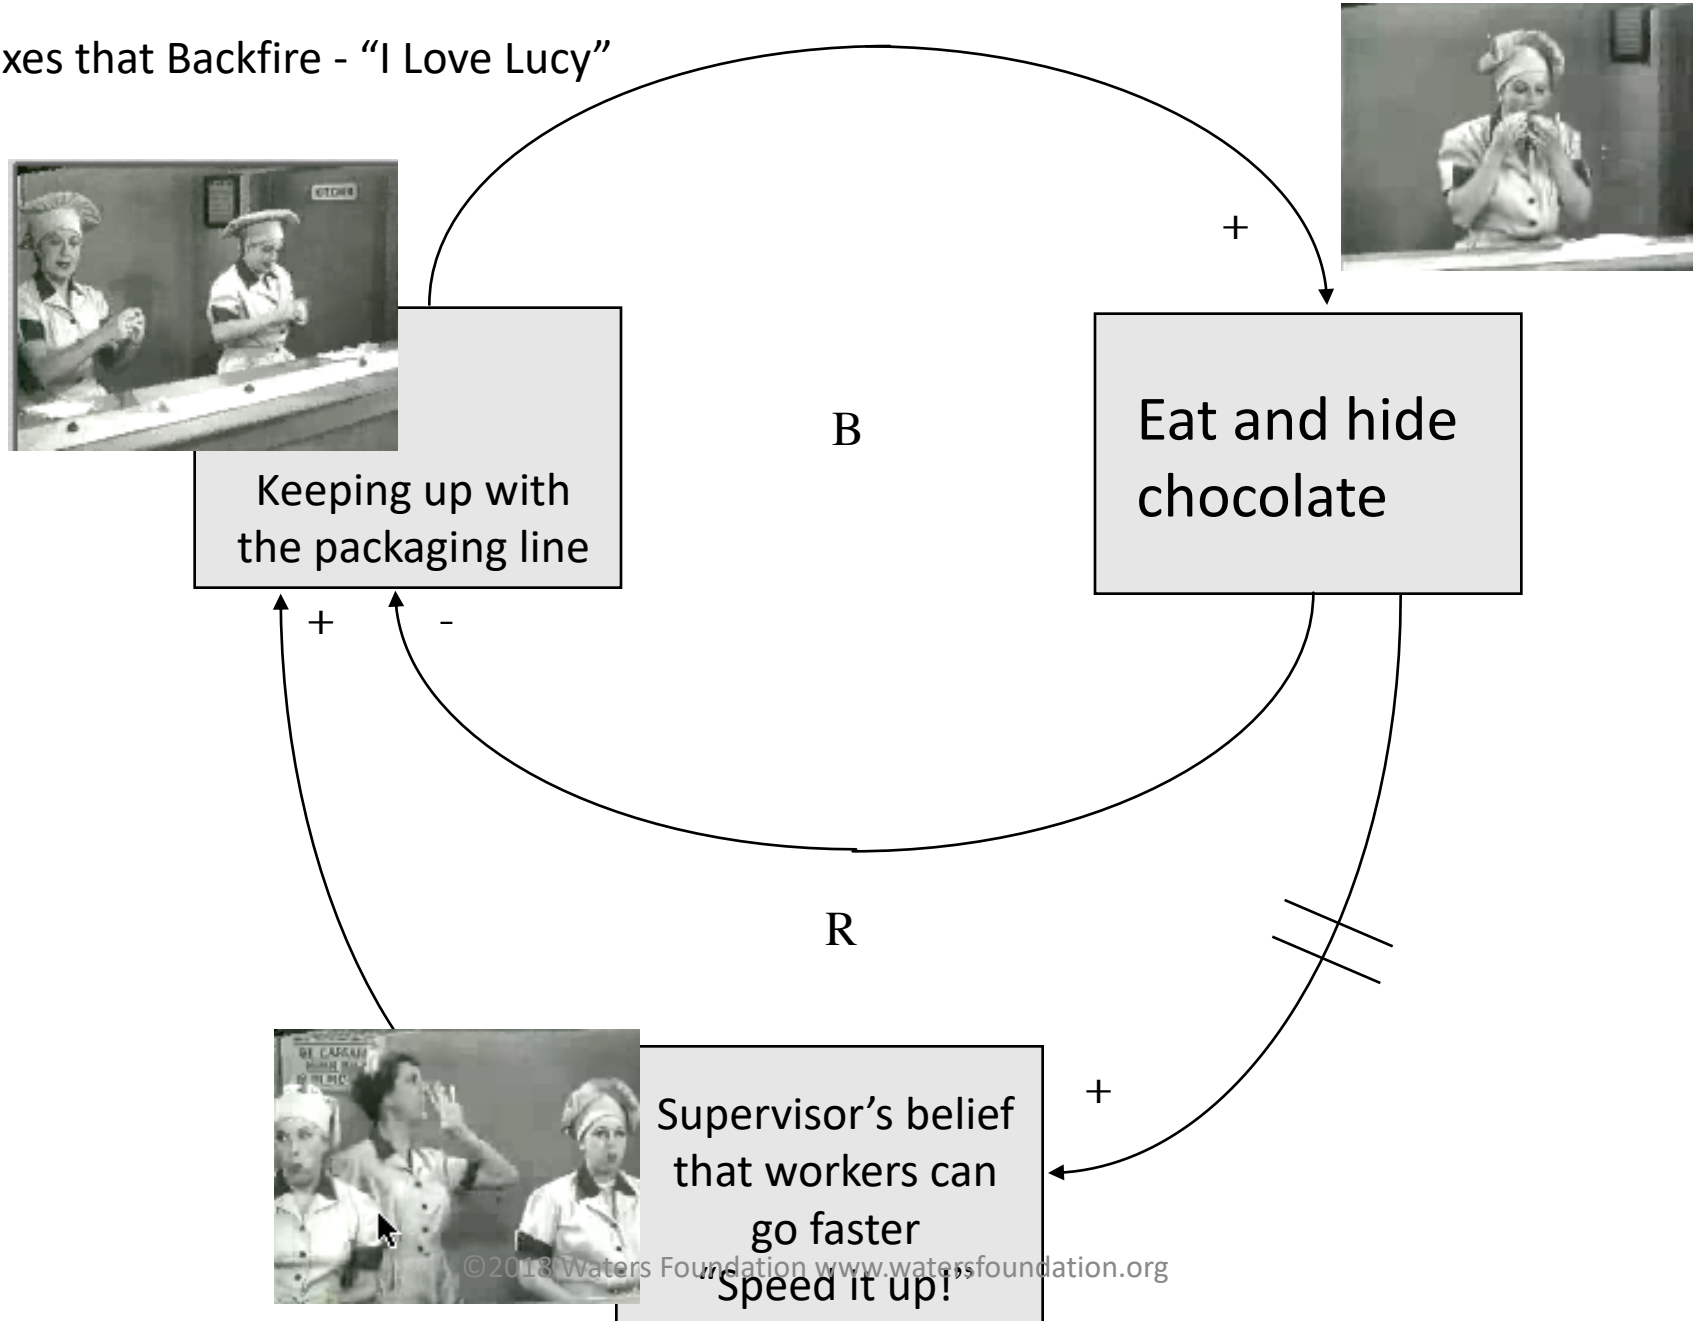 xes that Backfire - “I Love Lucy”
KITCHEN
+
B
Eat and hide
chocolate
Keeping up with
the packaging line
+
-
R
+
Supervisor’s belief
that workers can
go faster
“Speed it up!”
©2018 Waters Foundation www.watersfoundation.org